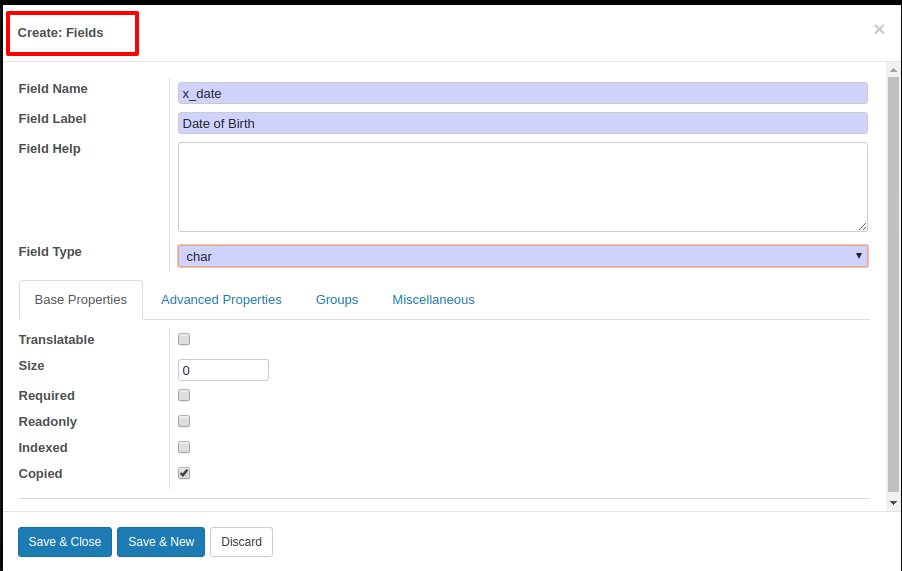 Create: Fields ×
Field Name x_date
Field Label Date of Birth
Field Help
Field Type char
Base Properties Advanced Properties Groups Miscellaneous
Translatable
Size 0
Required
Readonly
Indexed
Copied
Save & Close Save & New Discard